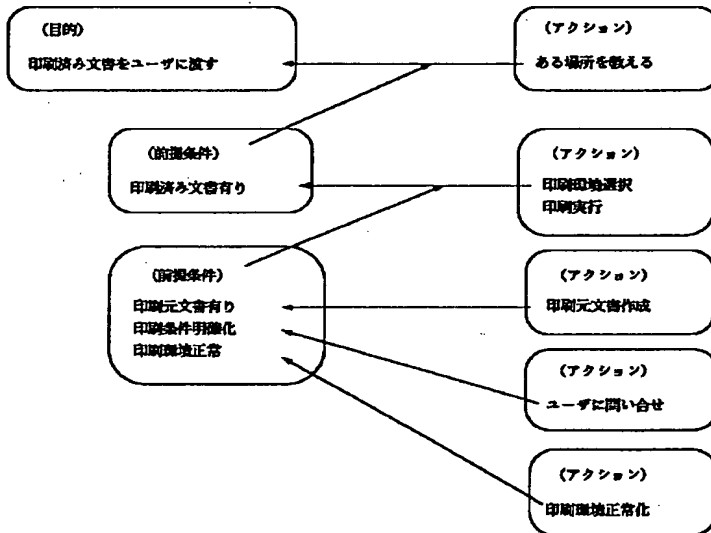 (目的)
印刷済み文書をユーザに渡す
(アクション)
ある場所を教える
(前提条件)
印刷済み文書有り
(アクション)
印刷環境選択
印刷実行
(前提条件)
印刷元文書有り
印刷条件明確化
印刷環境正常
(アクション)
印刷元文書作成
(アクション)
ユーザに問い合せ
(アクション)
印刷環境正常化